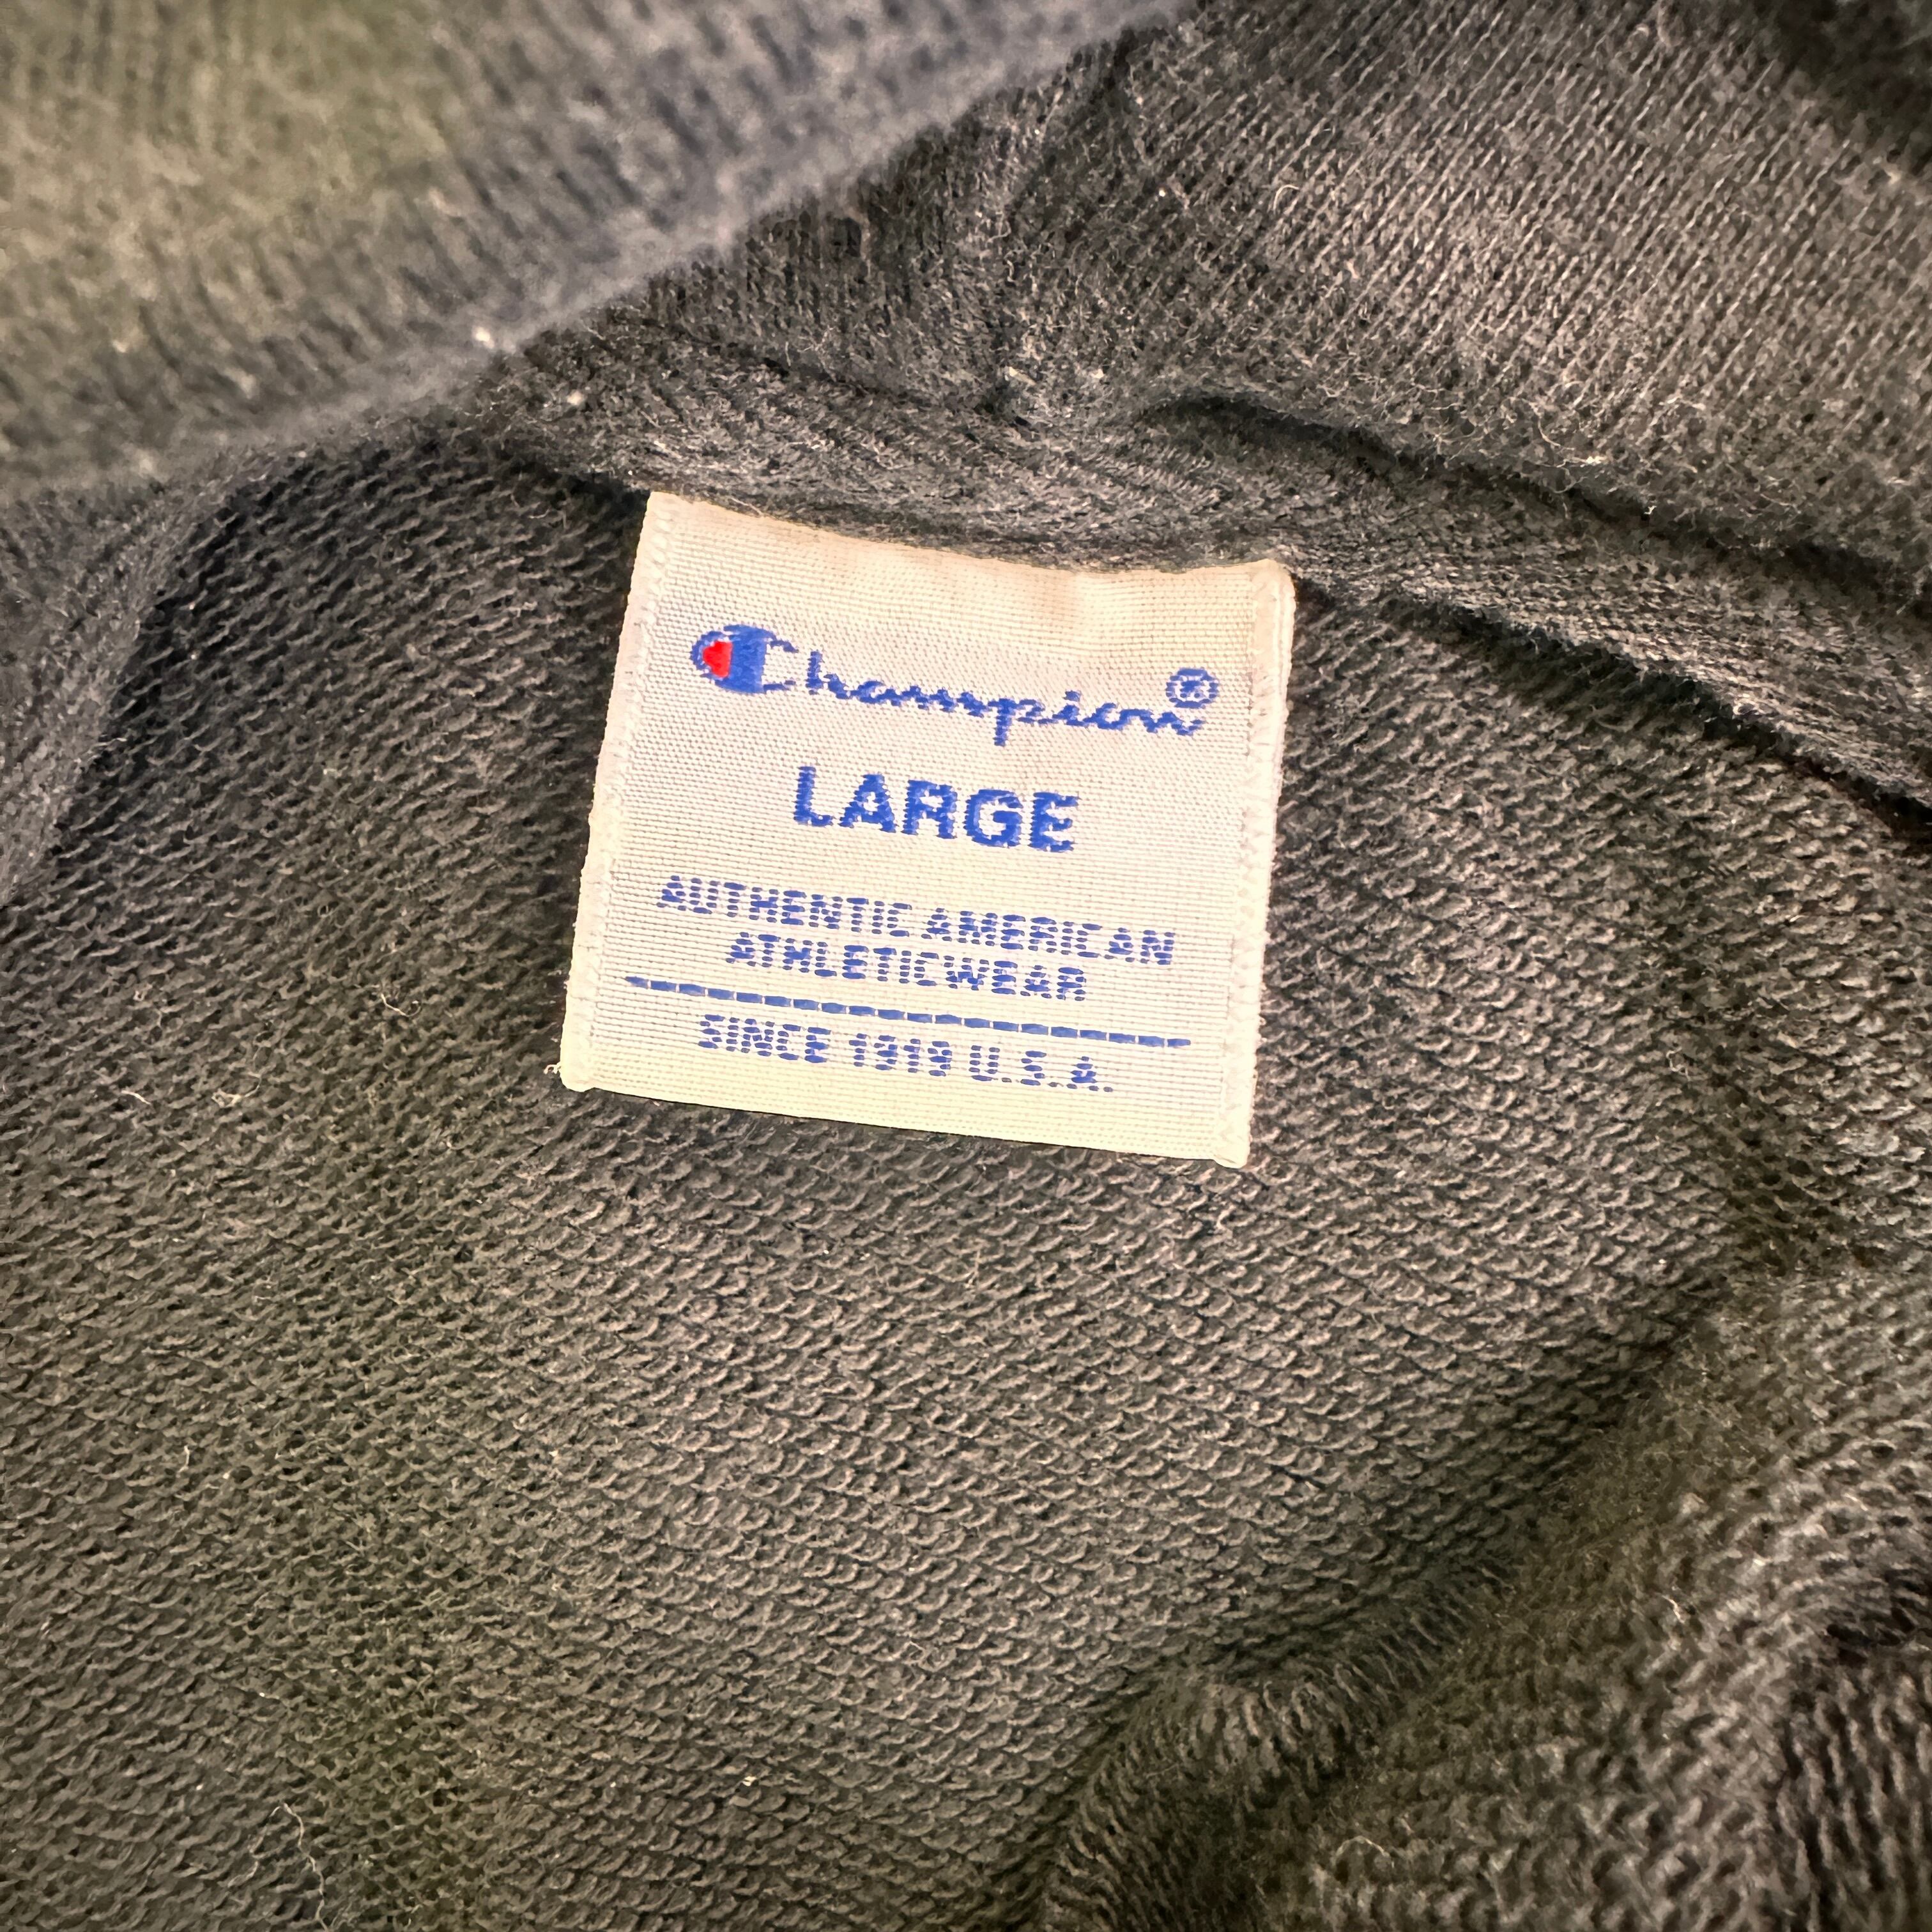 Champion®
LARGE
AUTHENTIC AMERICAN
ATHLETICWEAR
SINCE 1919 U.S.A.